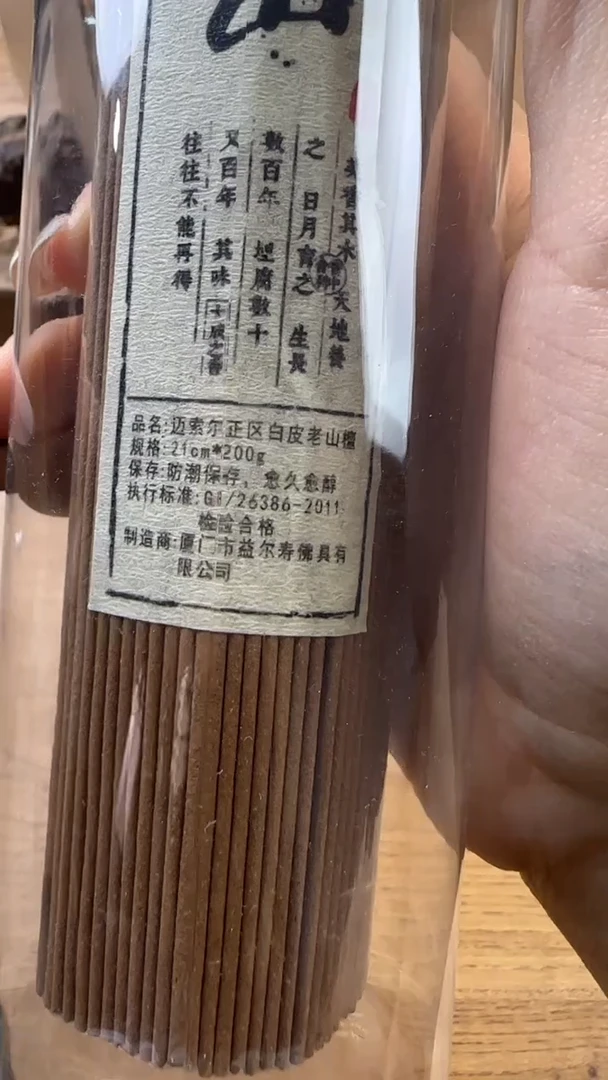 其木 天地養
之 日月育之 生長
數百年 埋腐數十
又百年 其味
往往不能再得
品名:迈索尔正区白皮老山檀
规格:21cm*200g
保存:防潮保存、愈久愈醇
执行标准:GB/26386-2011
检验合格
制造商:厦门市益尔寿佛具有
限公司